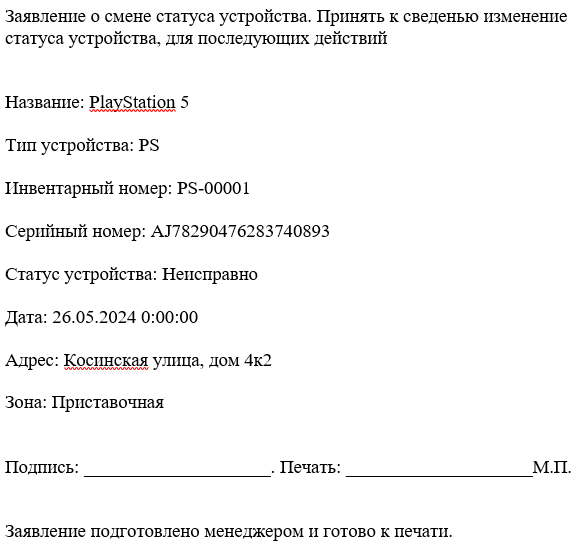 Заявление о смене статуса устройства. Принять к сведенью изменение
статуса устройства, для последующих действий
Название: PlayStation 5
Тип устройства: PS
Инвентарный номер: PS-00001
Серийный номер: AJ78290476283740893
Статус устройства: Неисправно
Дата: 26.05.2024 0:00:00
Адрес: Косинская улица, дом 4к2
Зона: Приставочная
Подпись: ____________________. Печать: ____________________М.П.
Заявление подготовлено менеджером и готово к печати.